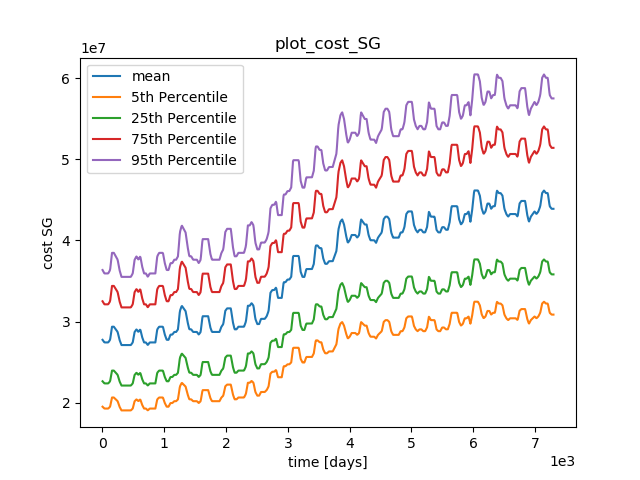 plot_cost_SG
1e7
mean
5th Percentile
25th Percentile
75th Percentile
95th Percentile
6
5
4
3
2
cost SG
0 1 2 3 4 5 6 7
time [days]
1e3